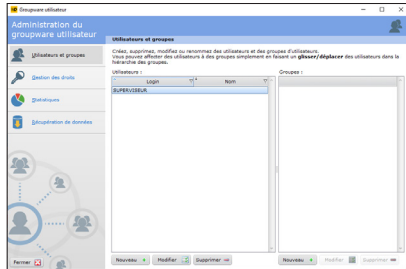 Groupware utilisateur
Administration du
groupware utilisateur
Utilisateurs et groupes
Gestion des droits
Statistiques
Récupération de données
Fermer
Utilisateurs et groupes
Créez, supprimez, modifiez ou renommez des utilisateurs et des groupes d'utilisateurs.
Vous pouvez affecter des utilisateurs à des groupes simplement en faisant un glisser/déplacer des utilisateurs dans la
hiérarchie des groupes.
Utilisateurs :
Login Nom
SUPERVISEUR
Nouveau Modifier Supprimer
Groupes :
Nouveau Modifier Supprimer